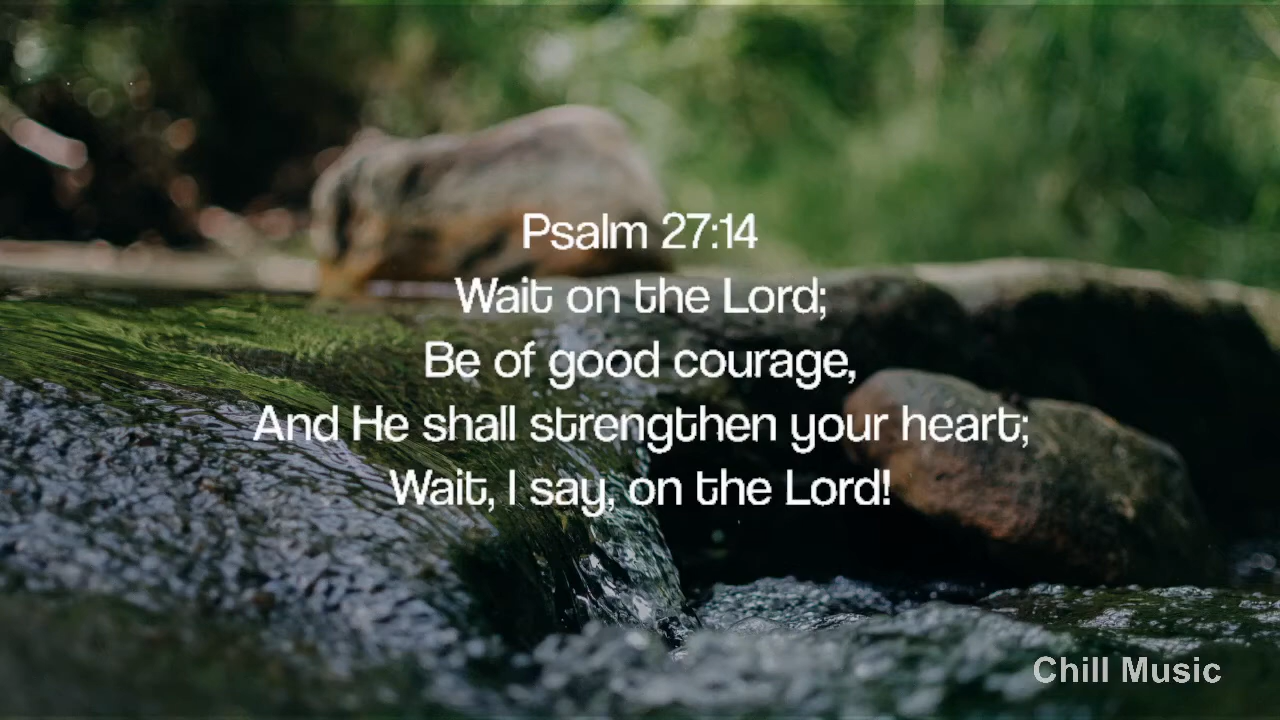 Psalm 27:14
Wait on the Lord;
Be of good courage,
And He shall strengthen your heart;
Wait, I say, on the Lord!
Chill Music